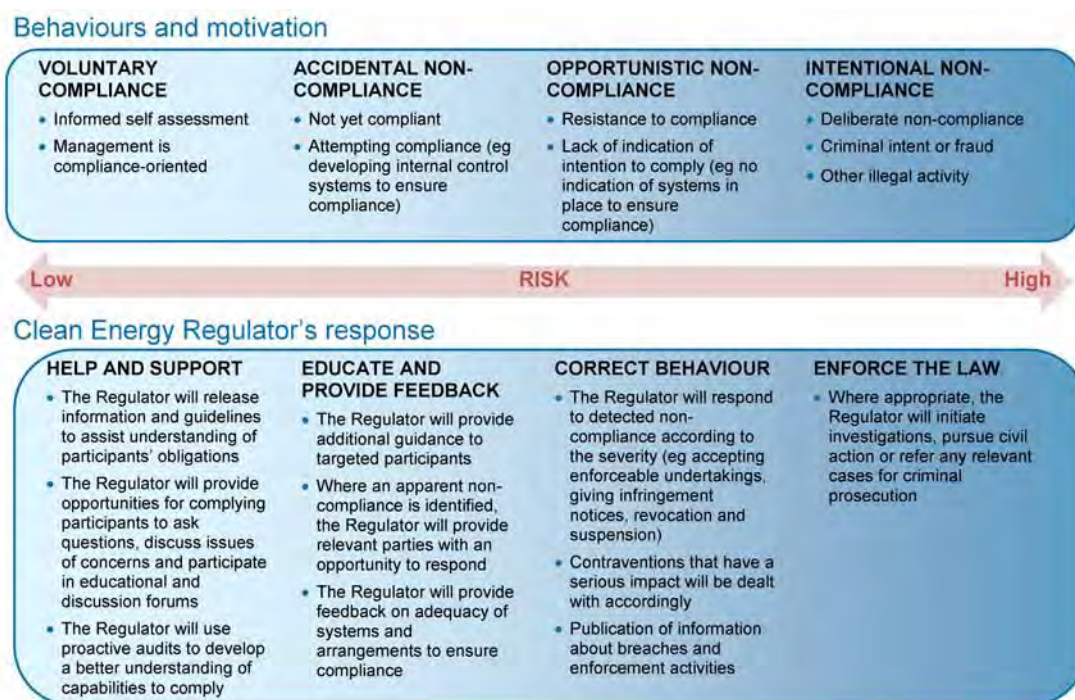 Behaviours and motivation
VOLUNTARY
COMPLIANCE
• Informed self assessment
• Management is
compliance-oriented
ACCIDENTAL NON-
COMPLIANCE
• Not yet compliant
• Attempting compliance (eg
developing internal control
systems to ensure
compliance)
OPPORTUNISTIC NON-
COMPLIANCE
• Resistance to compliance
• Lack of indication of
intention to comply (eg no
indication of systems in
place to ensure
compliance)
INTENTIONAL NON-
COMPLIANCE
• Deliberate non-compliance
• Criminal intent or fraud
• Other illegal activity
Low
RISK
High
Clean Energy Regulator's response
HELP AND SUPPORT
• The Regulator will release
information and guidelines
to assist understanding of
participants' obligations
• The Regulator will provide
opportunities for complying
participants to ask
questions, discuss issues
of concerns and participate
in educational and
discussion forums
• The Regulator will use
proactive audits to develop
a better understanding of
capabilities to comply
EDUCATE AND
PROVIDE FEEDBACK
• The Regulator will provide
additional guidance to
targeted participants
• Where an apparent non-
compliance is identified,
the Regulator will provide
relevant parties with an
opportunity to respond
• The Regulator will provide
feedback on adequacy of
systems and
arrangements to ensure
compliance
CORRECT BEHAVIOUR
• The Regulator will respond
to detected non-
compliance according to
the severity (eg accepting
enforceable undertakings,
giving infringement
notices, revocation and
suspension)
• Contraventions that have a
serious impact will be dealt
with accordingly
• Publication of information
about breaches and
enforcement activities
ENFORCE THE LAW
• Where appropriate, the
Regulator will initiate
investigations, pursue civil
action or refer any relevant
cases for criminal
prosecution